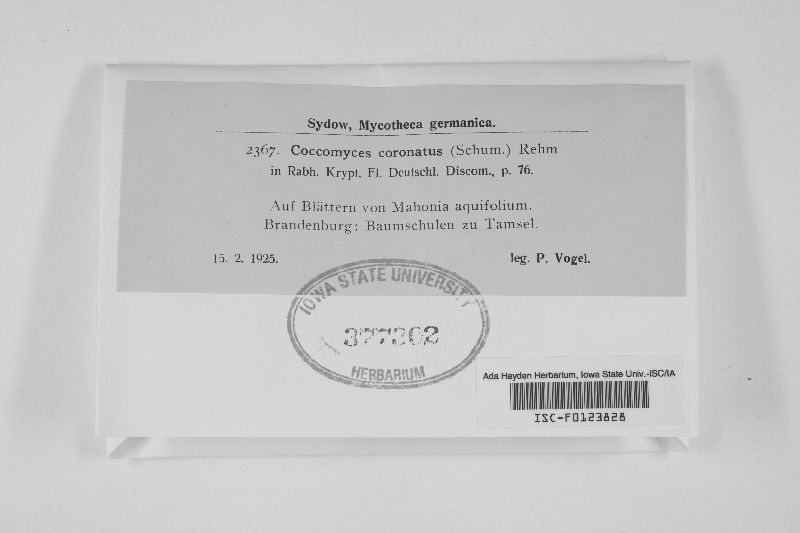 Sydow, Mycotheca germanica.
2367. Coccomyces coronatus (Schum.) Rehm
in Rabh. Krypt. Fl. Deutschl. Discom., p. 76.
Auf Blättern von Mahonia aquifolium.
Brandenburg: Baumschulen zu Tamsel.
15. 2. 1925. leg. P. Vogel.
IOWA STATE UNIVERSITY
377302
HERBARIUM
Ada Hayden Herbarium, Iowa State Univ.-ISC/IA
ISC-F0123828